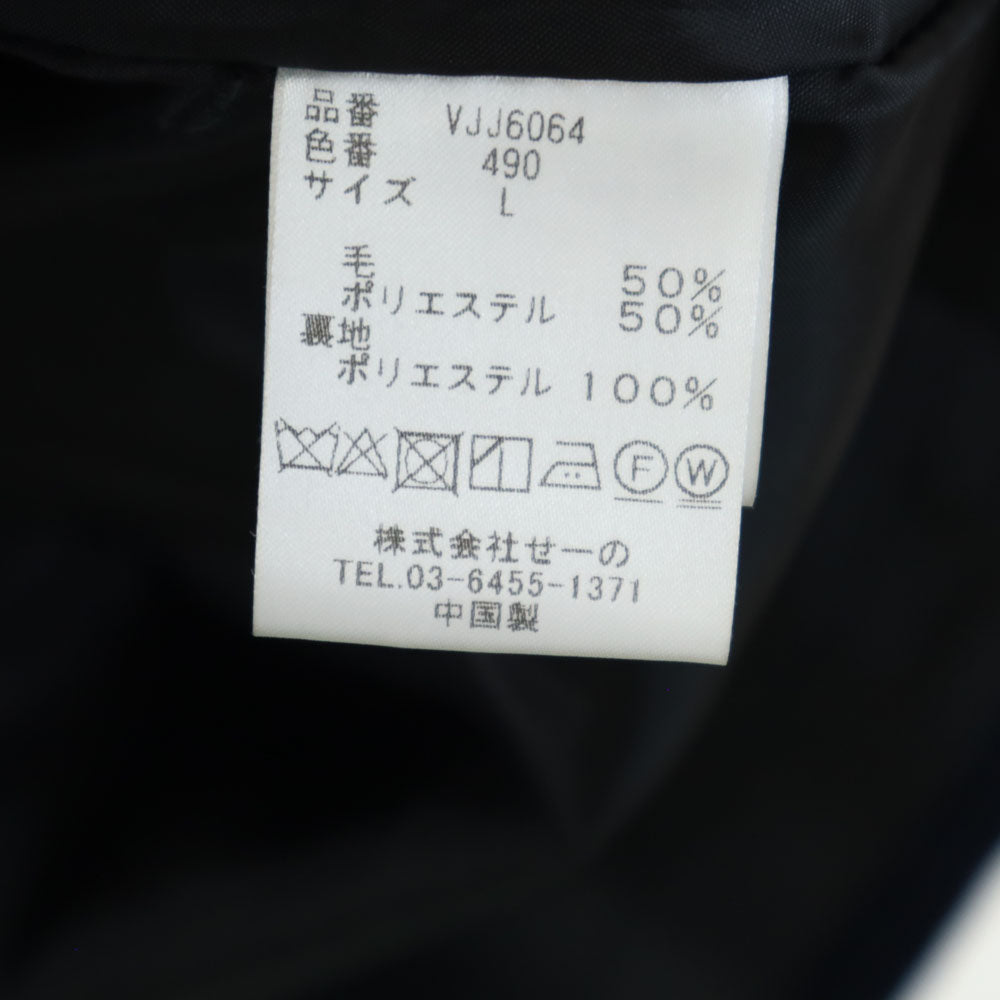 品番 VJJ6064
色番 490
サイズ L
毛 50%
ポリエステル 50%
裏地
ポリエステル 100%
F W
株式会社せーの
TEL.03-6455-1371
中国製